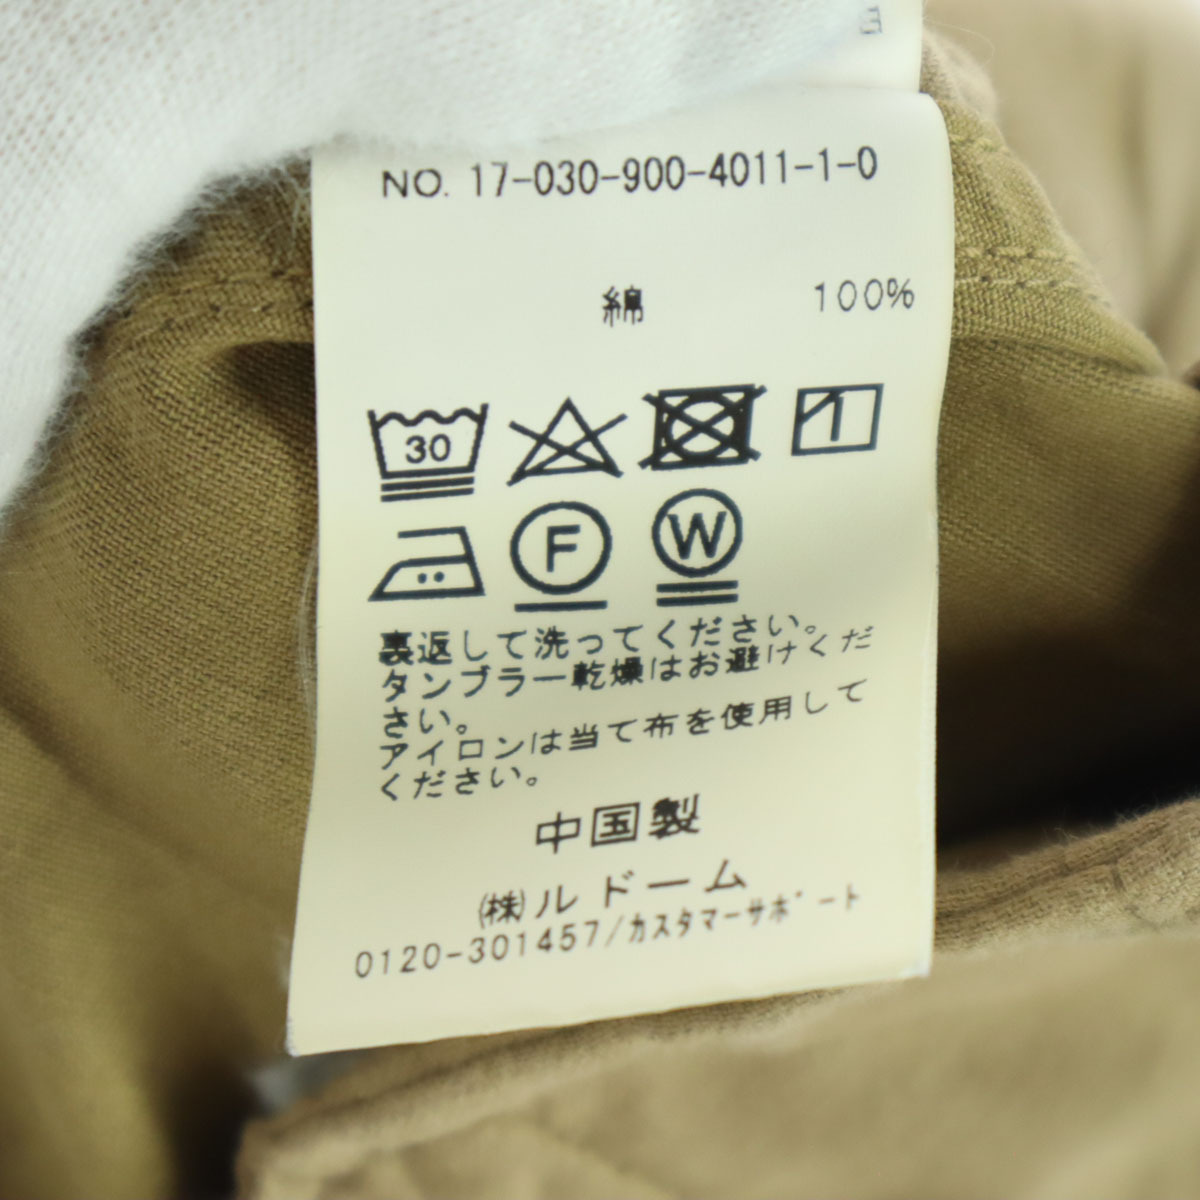 NO. 17-030-900-4011-1-0
綿 100%
30
F W
裏返して洗ってください。
タンブラー乾燥はお避けくだ
さい。
アイロンは当て布を使用して
ください。
中国製
㈱ルドーム
0120-301457/カスタマーサポート